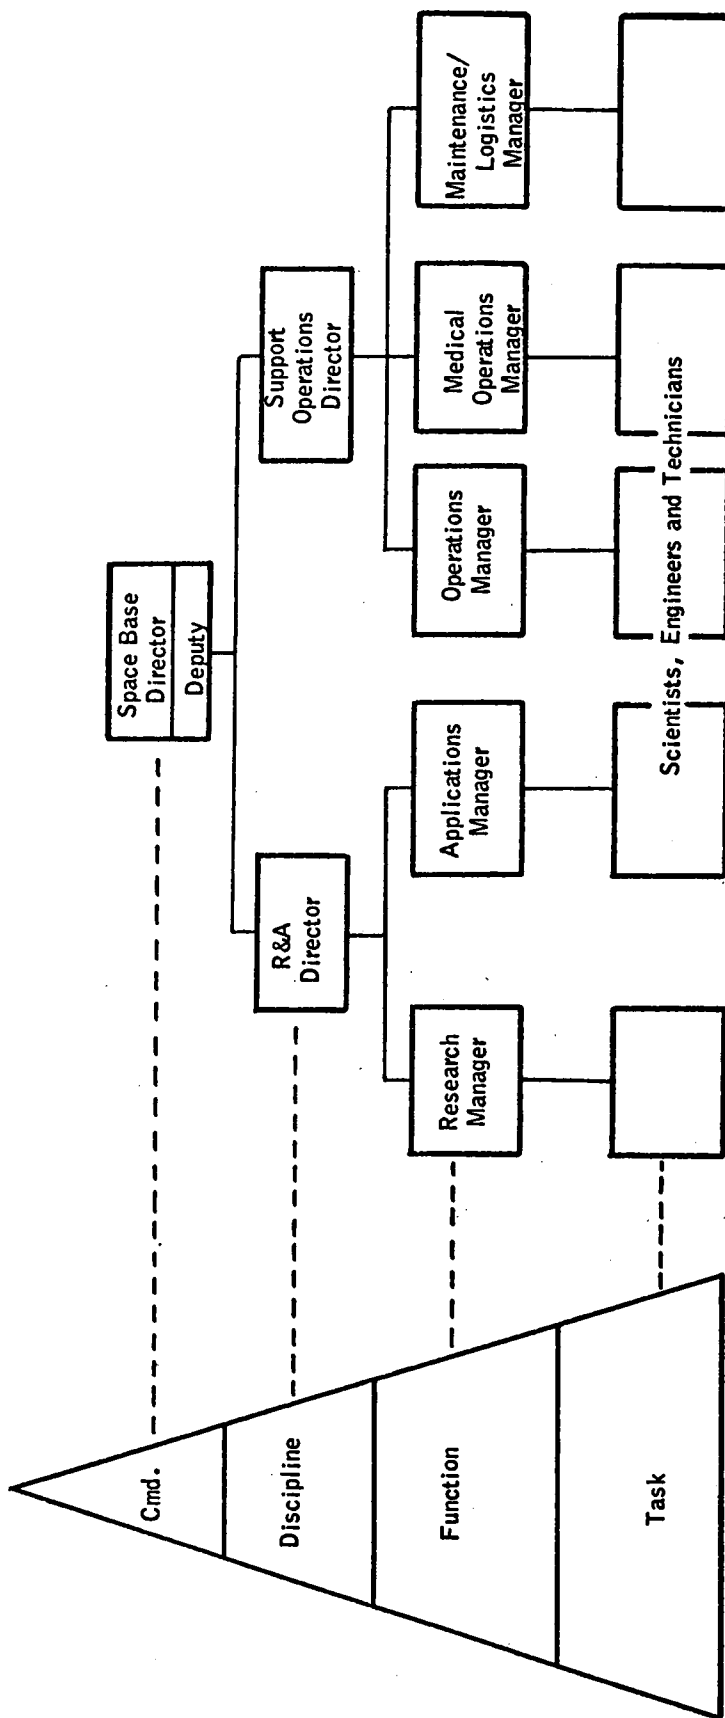 Cmd.
Discipline
Function
Task
Space Base
Director
Deputy
R&A
Director
Support
Operations
Director
Research
Manager
Applications
Manager
Operations
Manager
Medical
Operations
Manager
Maintenance/
Logistics
Manager
Scientists, Engineers and Technicians